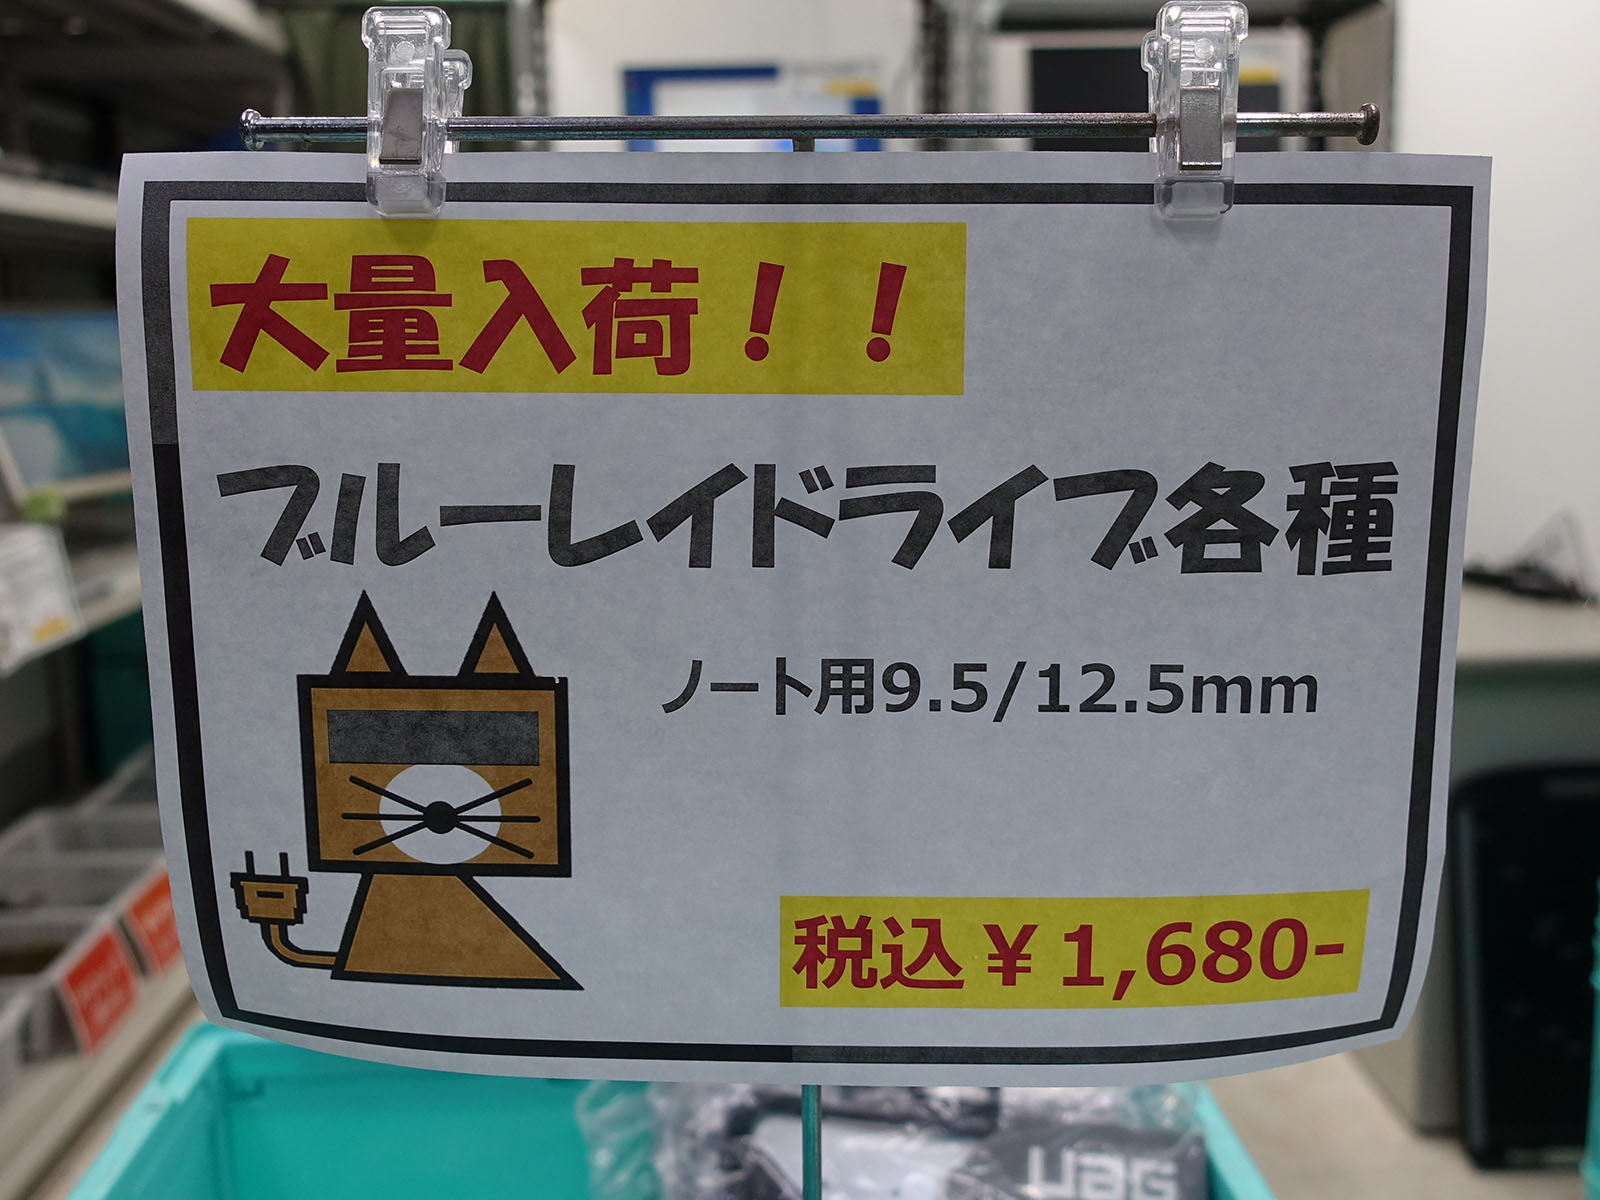 大量入荷！！
ブルーレイドライブ各種
ノート用9.5/12.5mm
税込￥1,680-
UAG